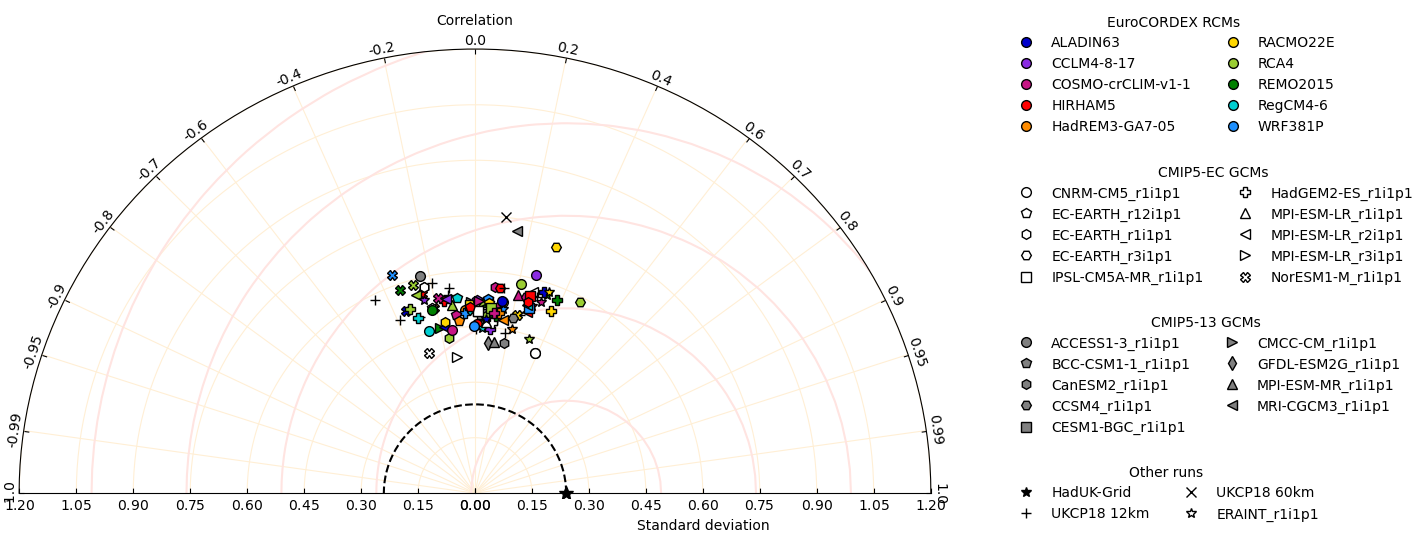 Correlation
0.0
-0.2
0.2
-0.4
0.4
-0.6
0.6
-0.7
0.7
-0.8
0.8
-0.9
0.9
-0.95
0.95
-0.99
0.99
-1.0
1.0
1.20 1.05 0.90 0.75 0.60 0.45 0.30 0.15 0.00 0.15 0.30 0.45 0.60 0.75 0.90 1.05 1.20
Standard deviation
EuroCORDEX RCMs
ALADIN63 RACMO22E
CCLM4-8-17 RCA4
COSMO-crCLIM-v1-1 REMO2015
HIRHAM5 RegCM4-6
HadREM3-GA7-05 WRF381P
CMIP5-EC GCMs
CNRM-CM5_r1i1p1 HadGEM2-ES_r1i1p1
EC-EARTH_r12i1p1 MPI-ESM-LR_r1i1p1
EC-EARTH_r1i1p1 MPI-ESM-LR_r2i1p1
EC-EARTH_r3i1p1 MPI-ESM-LR_r3i1p1
IPSL-CM5A-MR_r1i1p1 NorESM1-M_r1i1p1
CMIP5-13 GCMs
ACCESS1-3_r1i1p1 CMCC-CM_r1i1p1
BCC-CSM1-1_r1i1p1 GFDL-ESM2G_r1i1p1
CanESM2_r1i1p1 MPI-ESM-MR_r1i1p1
CCSM4_r1i1p1 MRI-CGCM3_r1i1p1
CESM1-BGC_r1i1p1
Other runs
HadUK-Grid UKCP18 60km
UKCP18 12km ERAINT_r1i1p1